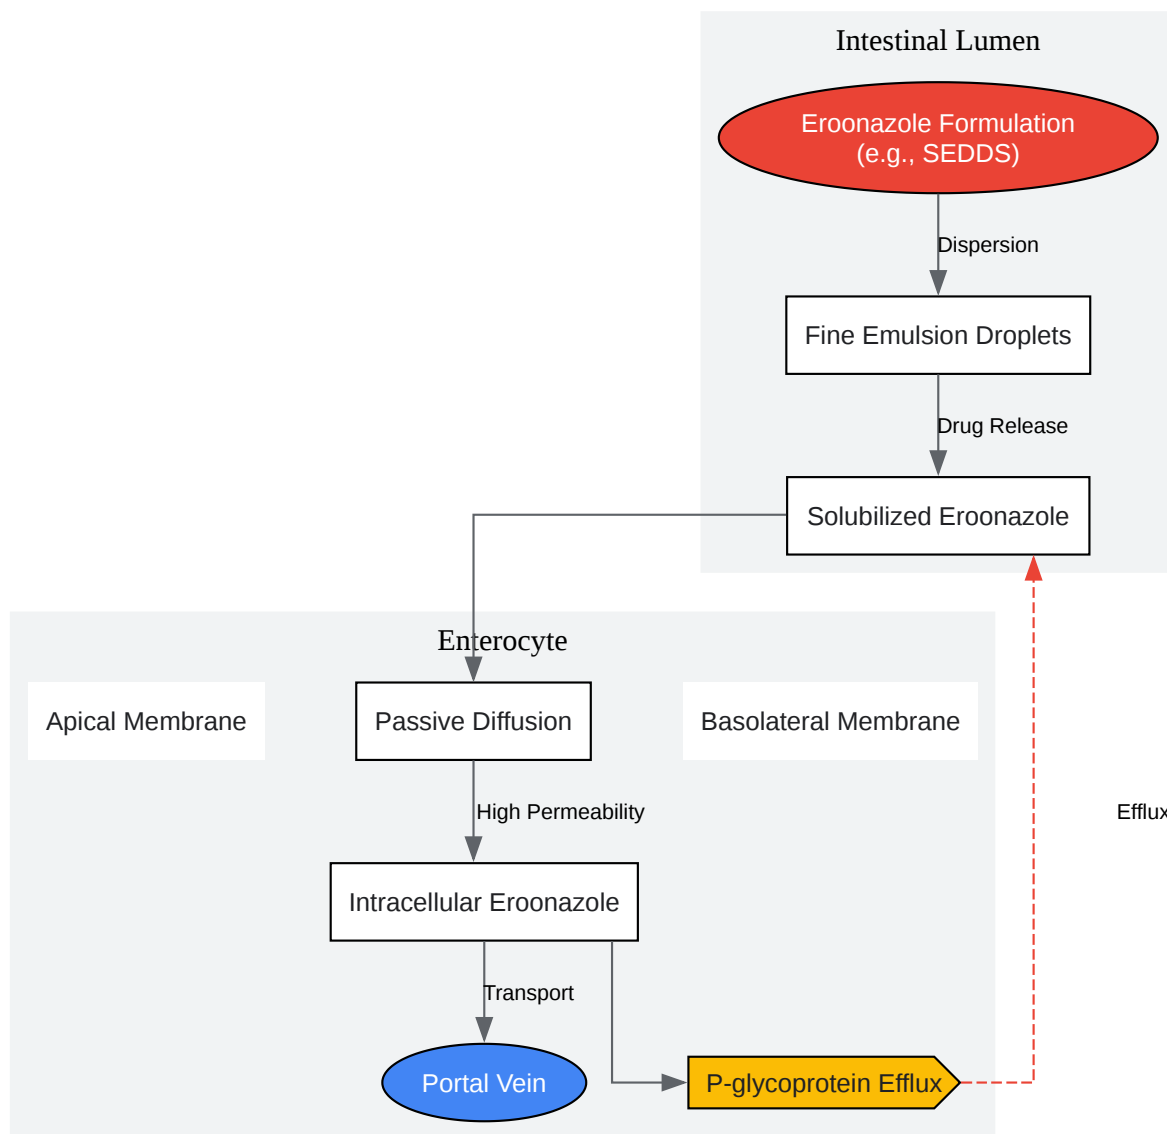 Intestinal Lumen
Eroonazole Formulation
(e.g., SEDDS)
Dispersion
Fine Emulsion Droplets
Drug Release
Solubilized Eroonazole
Enterocyte
Apical Membrane
Passive Diffusion
Basolateral Membrane
High Permeability
Efflux
Intracellular Eroonazole
Transport
Portal Vein
P-glycoprotein Efflux